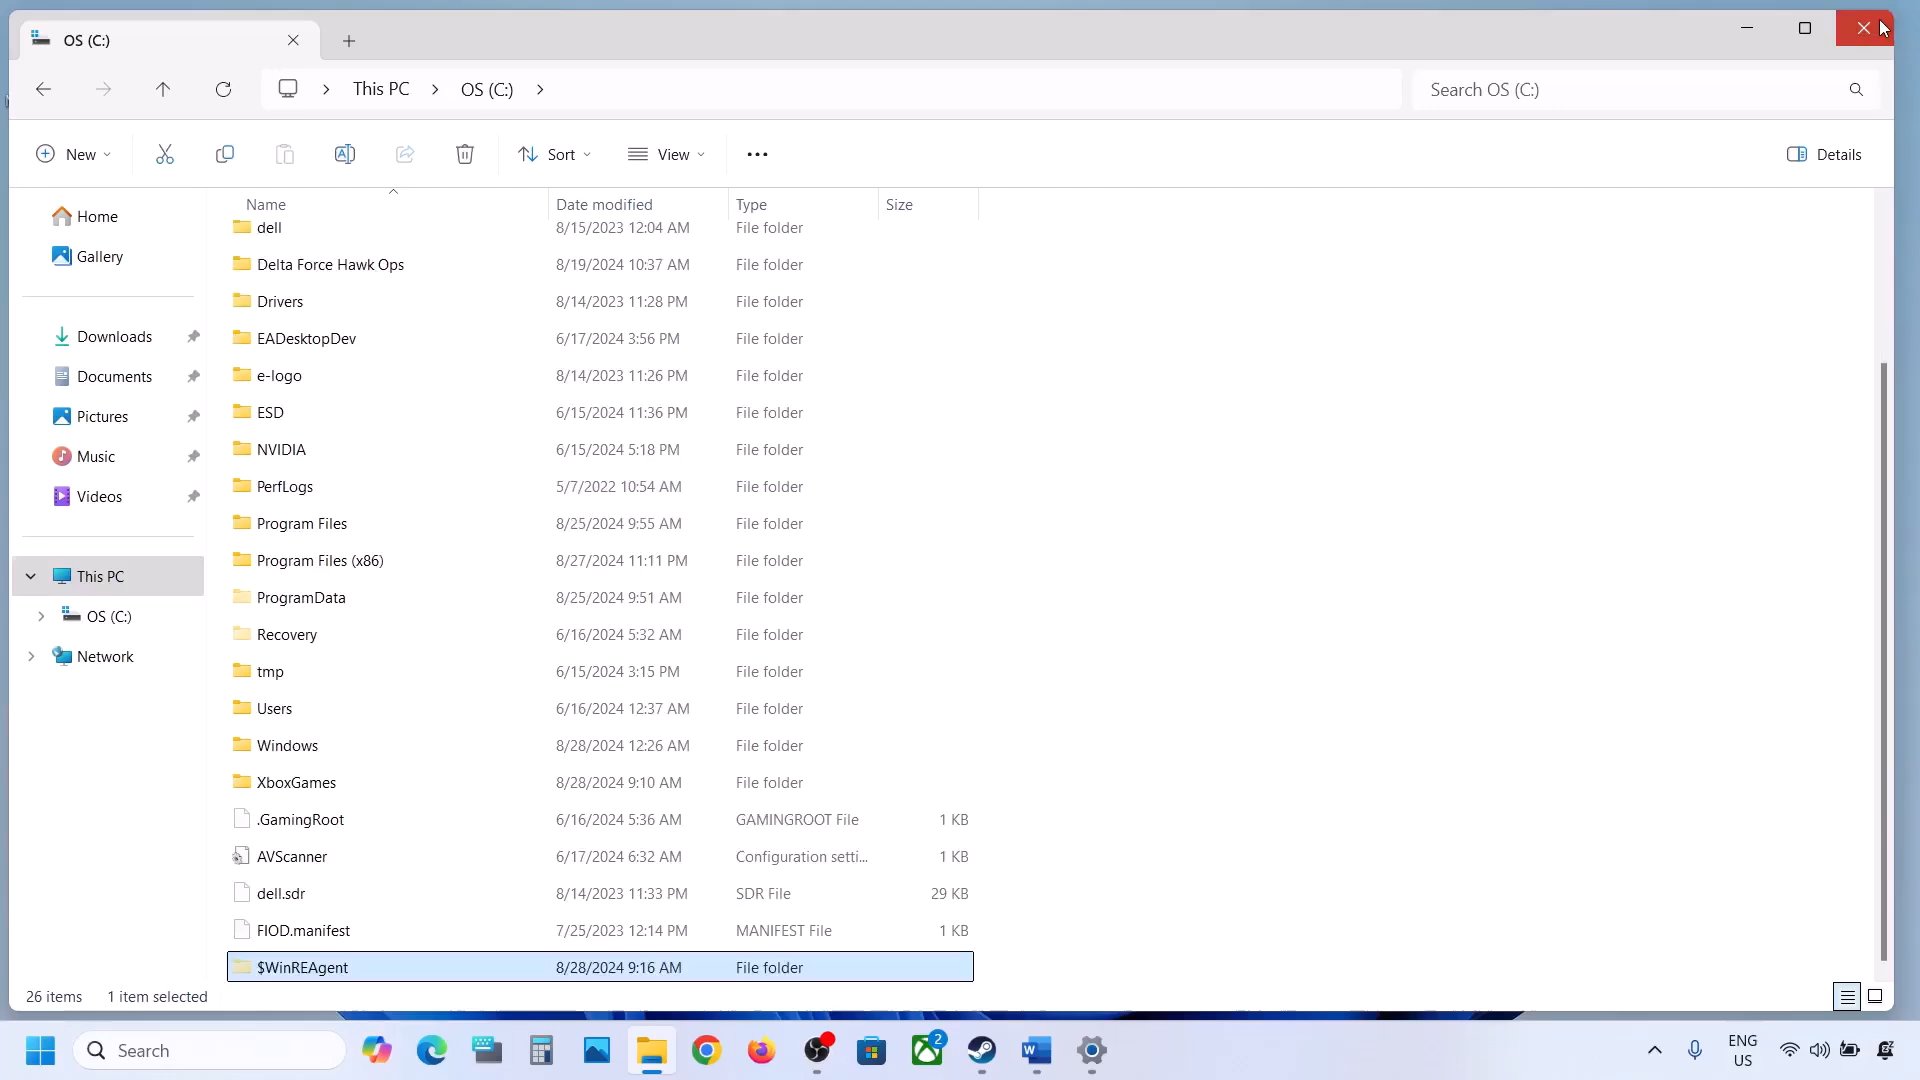 OS (C:)
This PC
OS (C:)
Search OS (C:)
New
Sort
View
Details
Name
Date modified
Type
Size
Home
Gallery
Downloads
Documents
Pictures
Music
Videos
This PC
OS (C:)
Network
dell 8/15/2023 12:04 AM File folder
Delta Force Hawk Ops 8/19/2024 10:37 AM File folder
Drivers 8/14/2023 11:28 PM File folder
EADesktopDev 6/17/2024 3:56 PM File folder
e-logo 8/14/2023 11:26 PM File folder
ESD 6/15/2024 11:36 PM File folder
NVIDIA 6/15/2024 5:18 PM File folder
PerfLogs 5/7/2022 10:54 AM File folder
Program Files 8/25/2024 9:55 AM File folder
Program Files (x86) 8/27/2024 11:11 PM File folder
ProgramData 8/25/2024 9:51 AM File folder
Recovery 6/16/2024 5:32 AM File folder
tmp 6/15/2024 3:15 PM File folder
Users 6/16/2024 12:37 AM File folder
Windows 8/28/2024 12:26 AM File folder
XboxGames 8/28/2024 9:10 AM File folder
.GamingRoot 6/16/2024 5:36 AM GAMINGROOT File 1 KB
AVScanner 6/17/2024 6:32 AM Configuration setti... 1 KB
dell.sdr 8/14/2023 11:33 PM SDR File 29 KB
FIOD.manifest 7/25/2023 12:14 PM MANIFEST File 1 KB
$WinREAgent 8/28/2024 9:16 AM File folder
26 items 1 item selected
Search
2
ENG
US